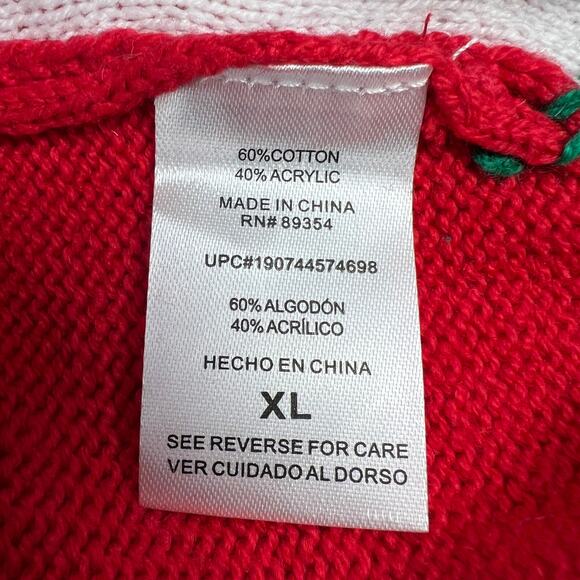 60%COTTON
40%ACRYLIC
MADE IN CHINA
RN# 89354
UPC#190744574698
60%ALGODÓN
40%ACRÍLICO
HECHO EN CHINA
XL
SEE REVERSE FOR CARE
VER CUIDADO AL DORSO